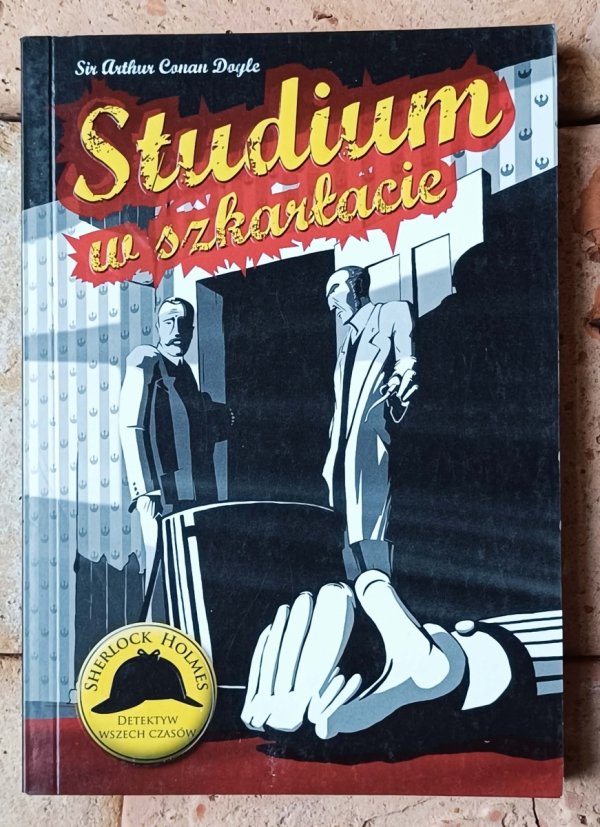 Sir Arthur Conan Doyle
Studium
w szkarłacie
SHERLOCK HOLMES
DETEKTYW
WSZECH CZASÓW